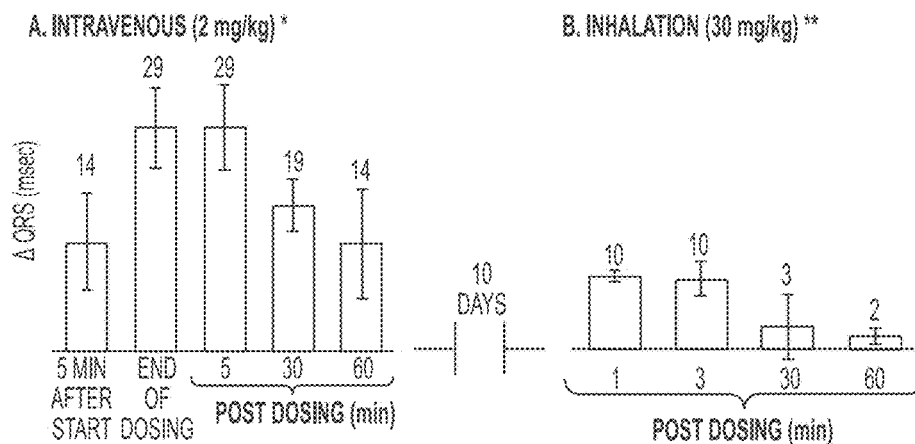 A. INTRAVENOUS (2 mg/kg) *
B. INHALATION (30 mg/kg) **
Δ QRS (msec)
14
29
29
19
14
10
DAYS
10
10
3
2
5 MIN
AFTER
START
END
OF
DOSING
5
30
60
POST DOSING (min)
1
3
30
60
POST DOSING (min)